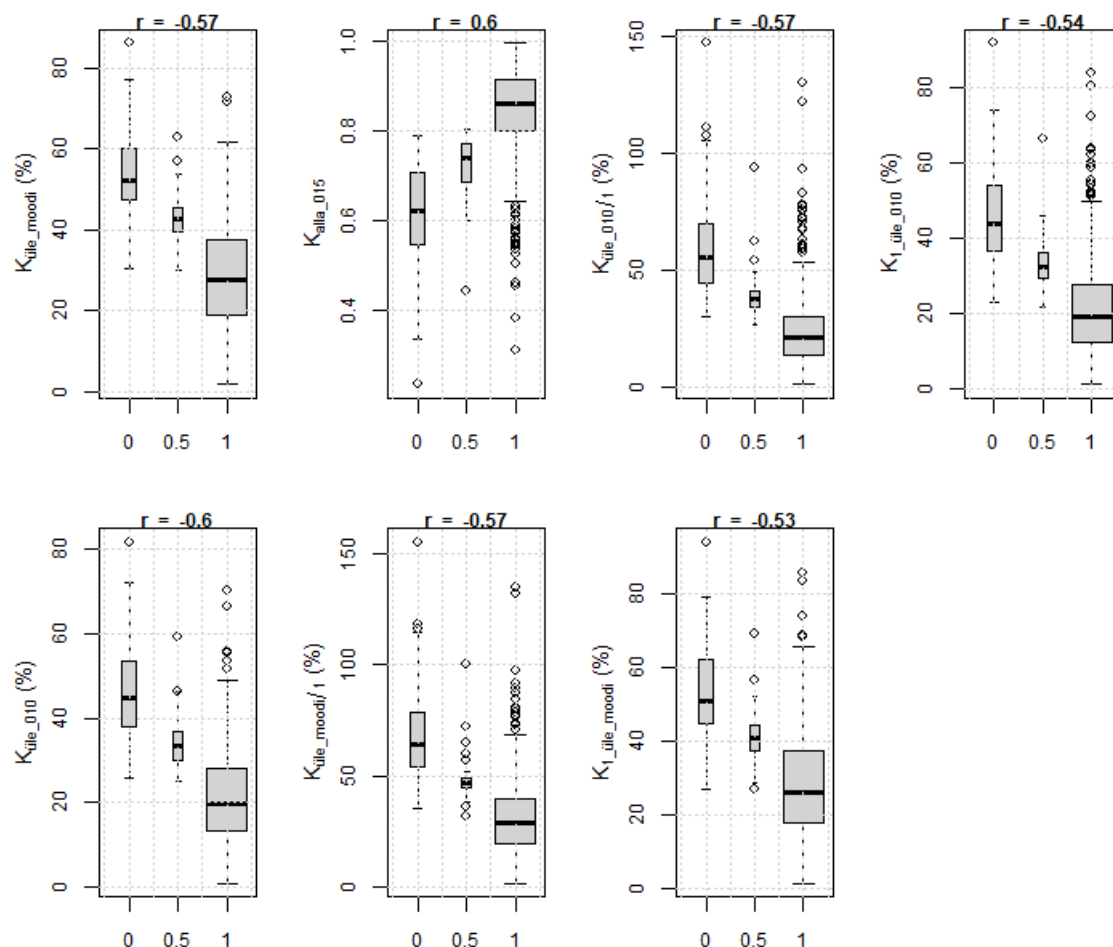 r = -0.57
K_üle_moodi (%)
0 20 40 60 80
0 0.5 1
r = 0.6
K_alla_015
0.4 0.6 0.8 1.0
0 0.5 1
r = -0.57
K_üle_010/1 (%)
0 50 100 150
0 0.5 1
r = -0.54
K_1_üle_010 (%)
0 20 40 60 80
0 0.5 1
r = -0.6
K_üle_010 (%)
0 20 40 60 80
0 0.5 1
r = -0.57
K_üle_moodi/1 (%)
0 50 100 150
0 0.5 1
r = -0.53
K_1_üle_moodi (%)
0 20 40 60 80
0 0.5 1